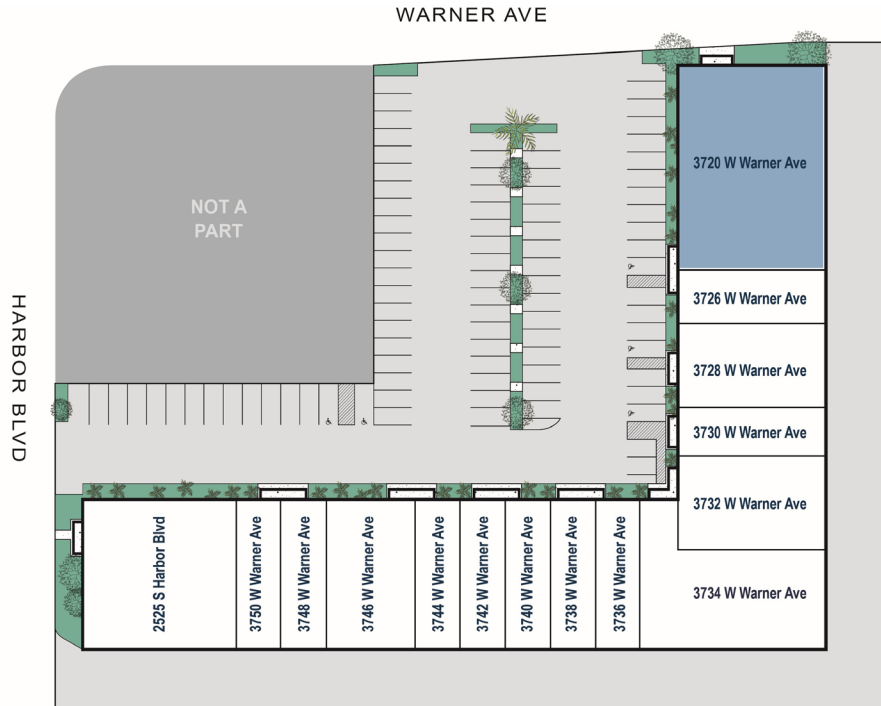 WARNER AVE
3720 W Warner Ave
NOT A
PART
HARBOR BLVD
3726 W Warner Ave
3728 W Warner Ave
3730 W Warner Ave
3732 W Warner Ave
2525 S Harbor Blvd
3750 W Warner Ave
3748 W Warner Ave
3746 W Warner Ave
3744 W Warner Ave
3742 W Warner Ave
3740 W Warner Ave
3738 W Warner Ave
3736 W Warner Ave
3734 W Warner Ave